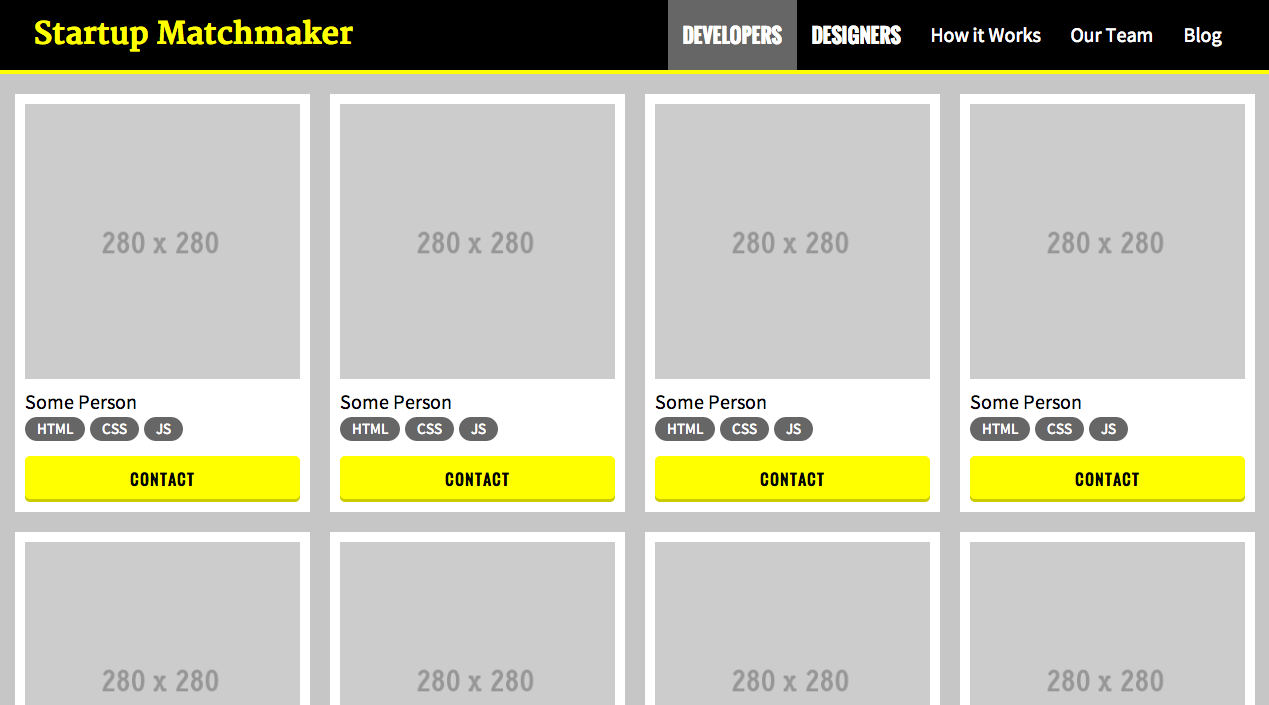 Startup Matchmaker
DEVELOPERS DESIGNERS How it Works Our Team Blog
280 x 280 280 x 280 280 x 280 280 x 280
Some Person Some Person Some Person Some Person
HTML CSS JS HTML CSS JS HTML CSS JS HTML CSS JS
CONTACT CONTACT CONTACT CONTACT
280 x 280 280 x 280 280 x 280 280 x 280